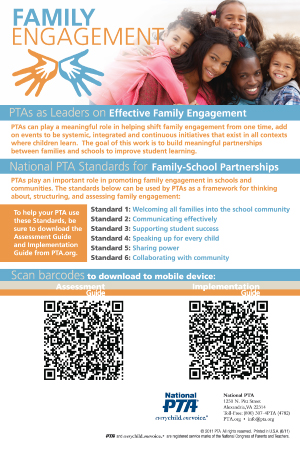 FAMILY
ENGAGEMENT
PTAs as Leaders on Effective Family Engagement
PTAs can play a meaningful role in helping shift family engagement from one time, add
on events to be systemic, integrated and continuous initiatives that exist in all contexts
where children learn. The goal of this work is to build meaningful partnerships
between families and schools to improve student learning.
National PTA Standards for Family-School Partnerships
PTAs play an important role in promoting family engagement in schools and
communities. The standards below can be used by PTAs as a framework for thinking
about, structuring, and assessing family engagement:
To help your PTA use
these Standards, be
sure to download the
Assessment Guide
and Implementation
Guide from PTA.org.
Standard 1: Welcoming all families into the school community
Standard 2: Communicating effectively
Standard 3: Supporting student success
Standard 4: Speaking up for every child
Standard 5: Sharing power
Standard 6: Collaborating with community
Scan barcodes to download to mobile device:
Assessment
Guide
Implementation
Guide
National
PTA
everychild.onevoice.®
National PTA
1250 N. Pitt Street
Alexandria, VA 22314
Toll-Free: (800) 307-4PTA (4782)
PTA.org • info@pta.org
© 2011 PTA All rights reserved. Printed in U.S.A. (6/11)
PTA and everychild.onevoice.® are registered service marks of the National Congress of Parents and Teachers.